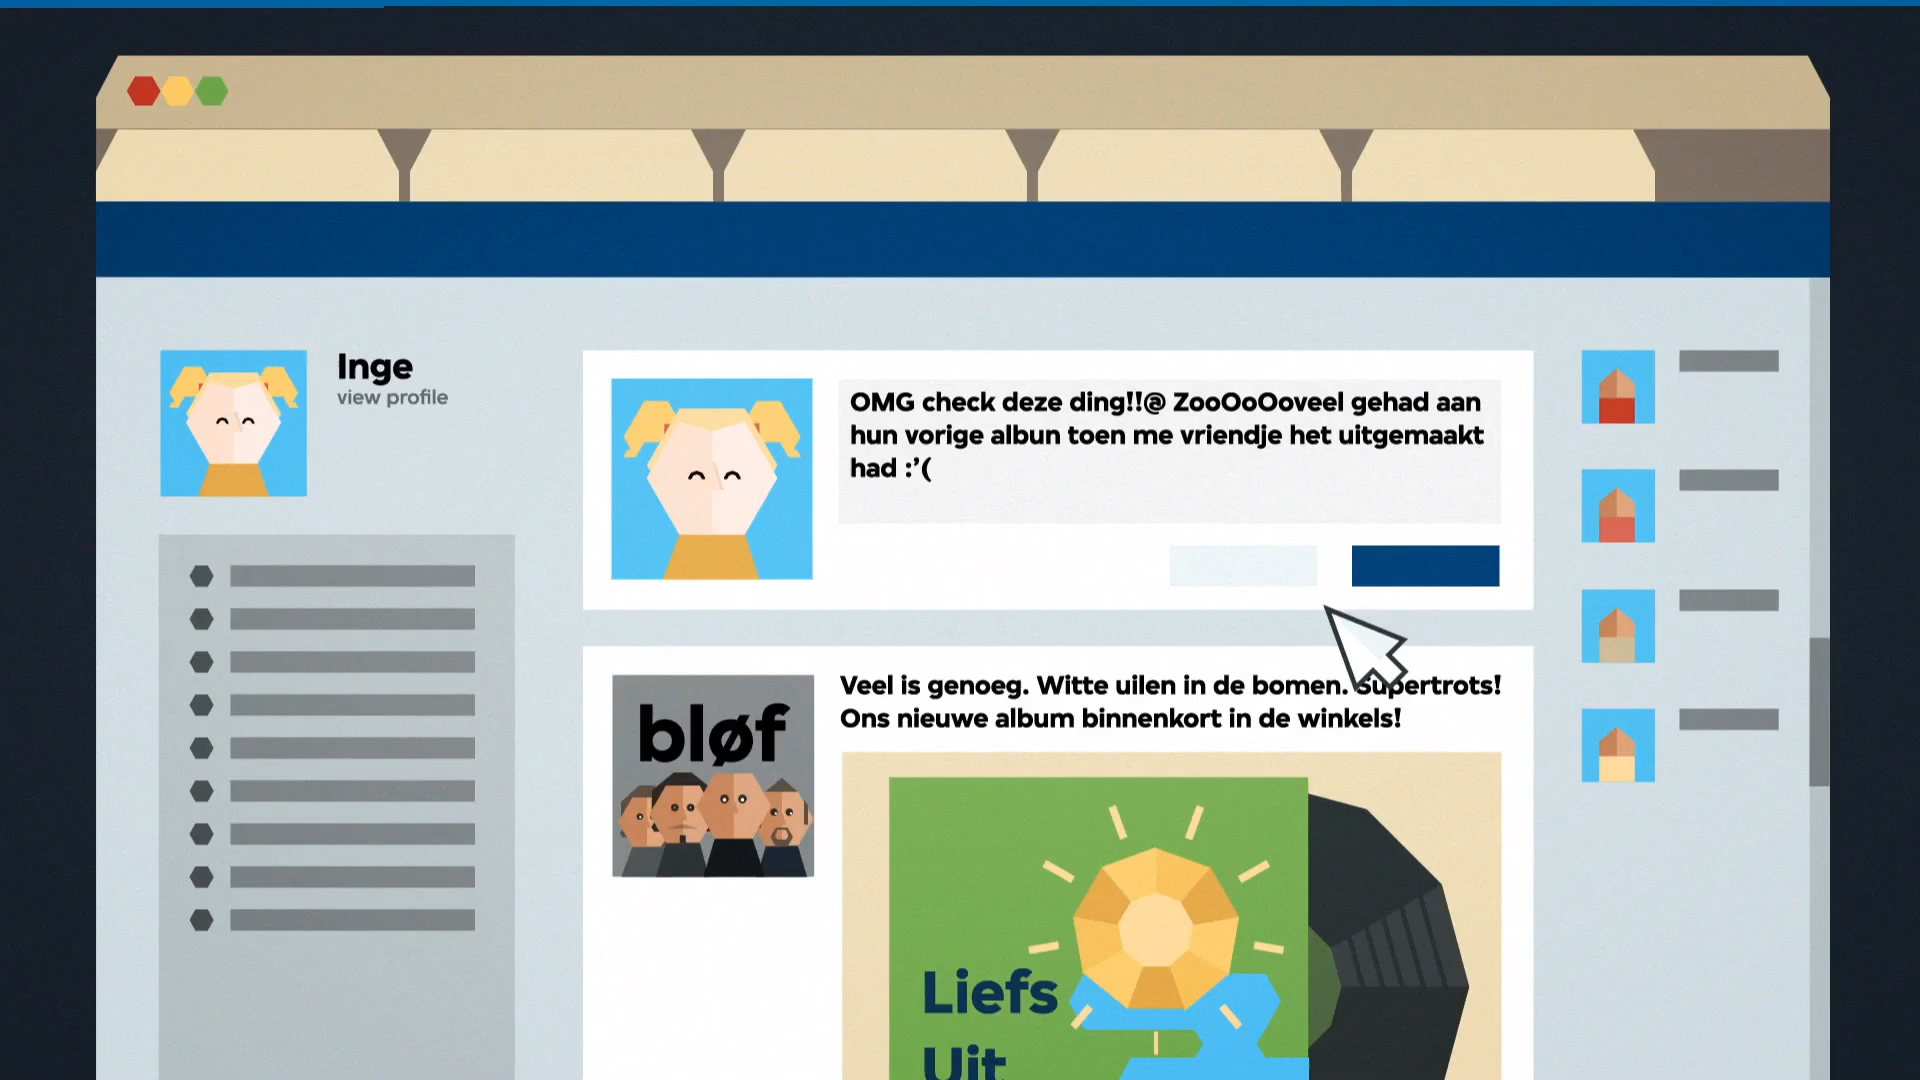 Inge
view profile
OMG check deze ding!!@ ZooOoOoveel gehad aan
hun vorige albun toen me vriendje het uitgemaakt
had :'(
Veel is genoeg. Witte uilen in de bomen. Supertrots!
Ons nieuwe album binnenkort in de winkels!
bløf
Liefs
Uit